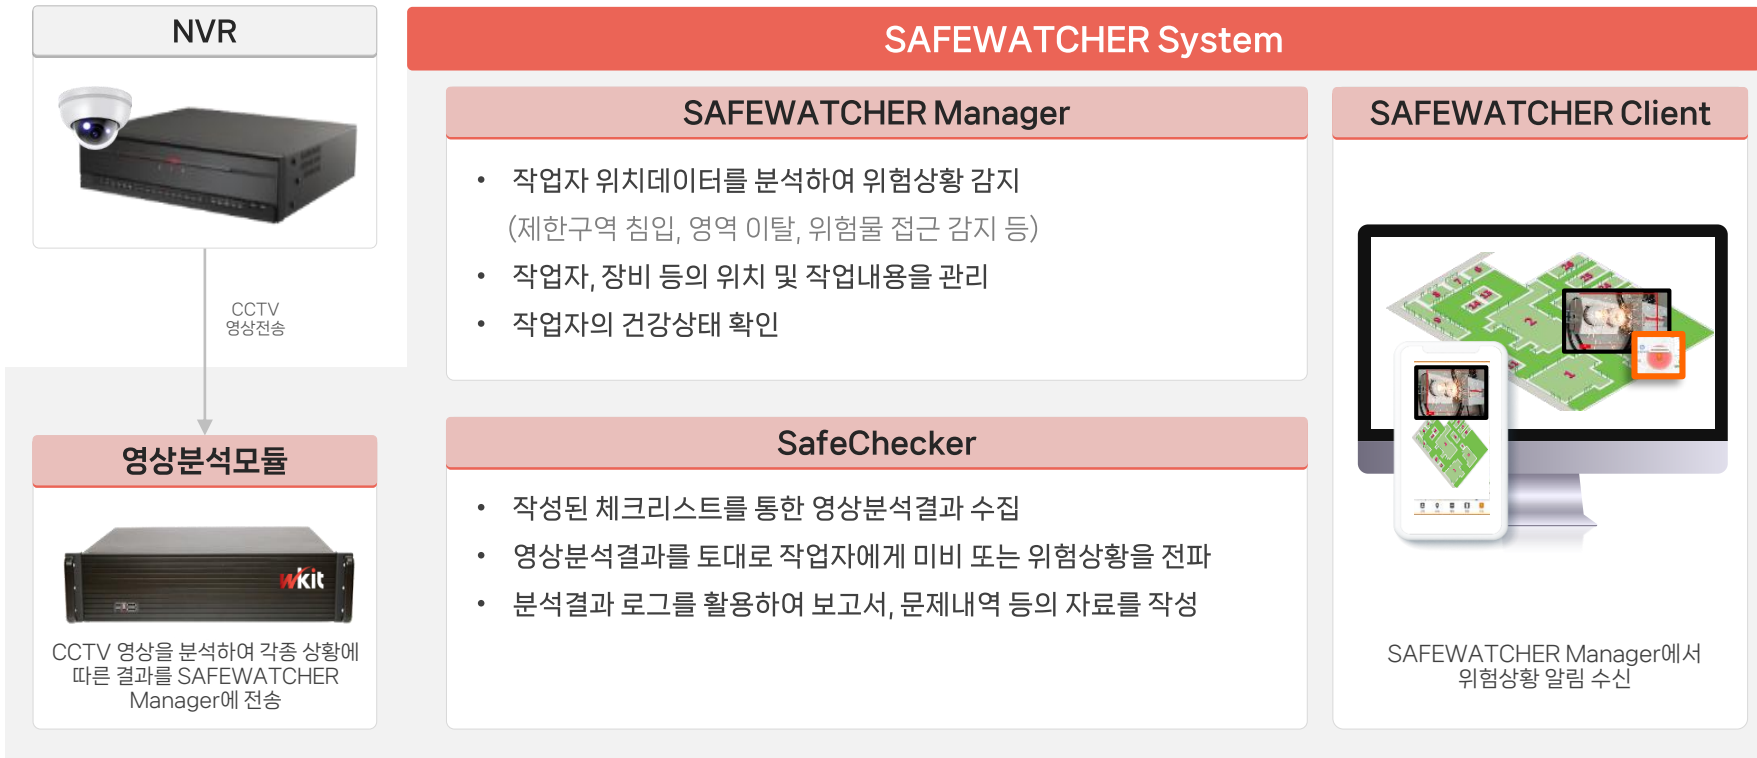 NVR
CCTV
영상전송
영상분석모듈
wkit
CCTV 영상을 분석하여 각종 상황에
따른 결과를 SAFEWATCHER
Manager에 전송
SAFEWATCHER System
SAFEWATCHER Manager
• 작업자 위치데이터를 분석하여 위험상황 감지
(제한구역 침입, 영역 이탈, 위험물 접근 감지 등)
• 작업자, 장비 등의 위치 및 작업내용을 관리
• 작업자의 건강상태 확인
SafeChecker
• 작성된 체크리스트를 통한 영상분석결과 수집
• 영상분석결과를 토대로 작업자에게 미비 또는 위험상황을 전파
• 분석결과 로그를 활용하여 보고서, 문제내역 등의 자료를 작성
SAFEWATCHER Client
2
1
SAFEWATCHER Manager에서
위험상황 알림 수신